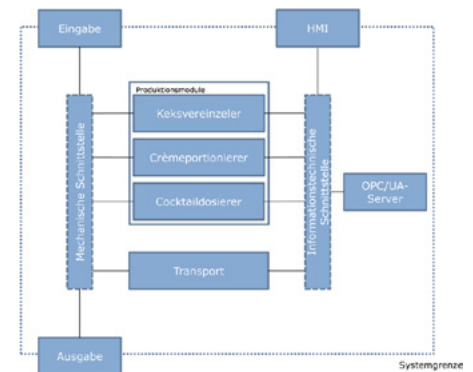 Eingabe
HMI
Produktionsmodule
Keksvereinzeler
Crèmeportionierer
Cocktaildosierer
Transport
Mechanische Schnittstelle
Informationstechnische
Schnittstelle
OPC/UA-
Server
Ausgabe
Systemgrenze